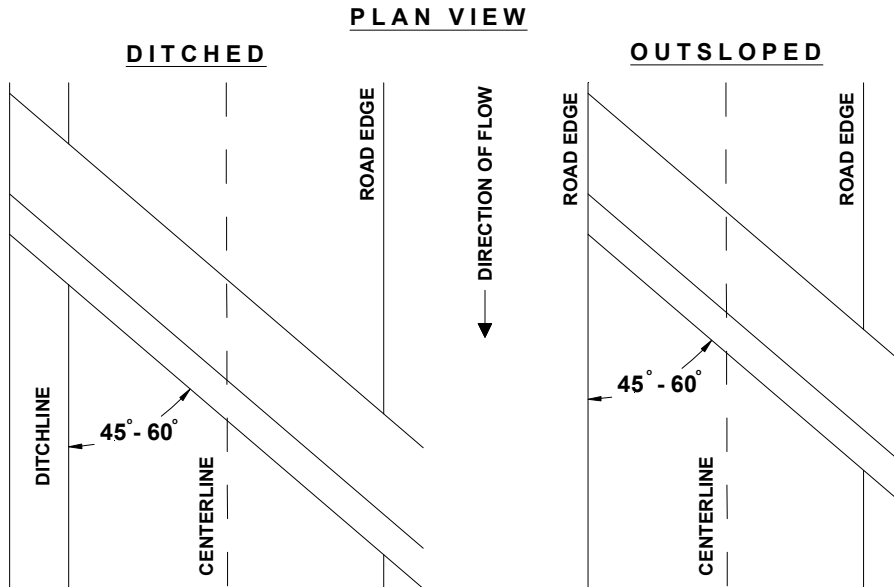 PLAN VIEW
DITCHED
OUTSLOPED
ROAD EDGE
DIRECTION OF FLOW
ROAD EDGE
ROAD EDGE
45° - 60°
DITCHLINE
CENTERLINE
45° - 60°
CENTERLINE